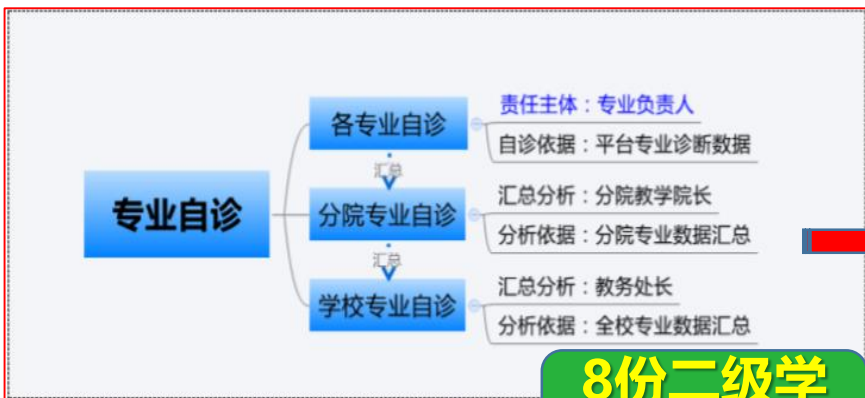 专业自诊
各专业自诊
责任主体：专业负责人
自诊依据：平台专业诊断数据
汇总
分院专业自诊
汇总分析：分院教学院长
分析依据：分院专业数据汇总
汇总
学校专业自诊
汇总分析：教务处长
分析依据：全校专业数据汇总
8份二级学